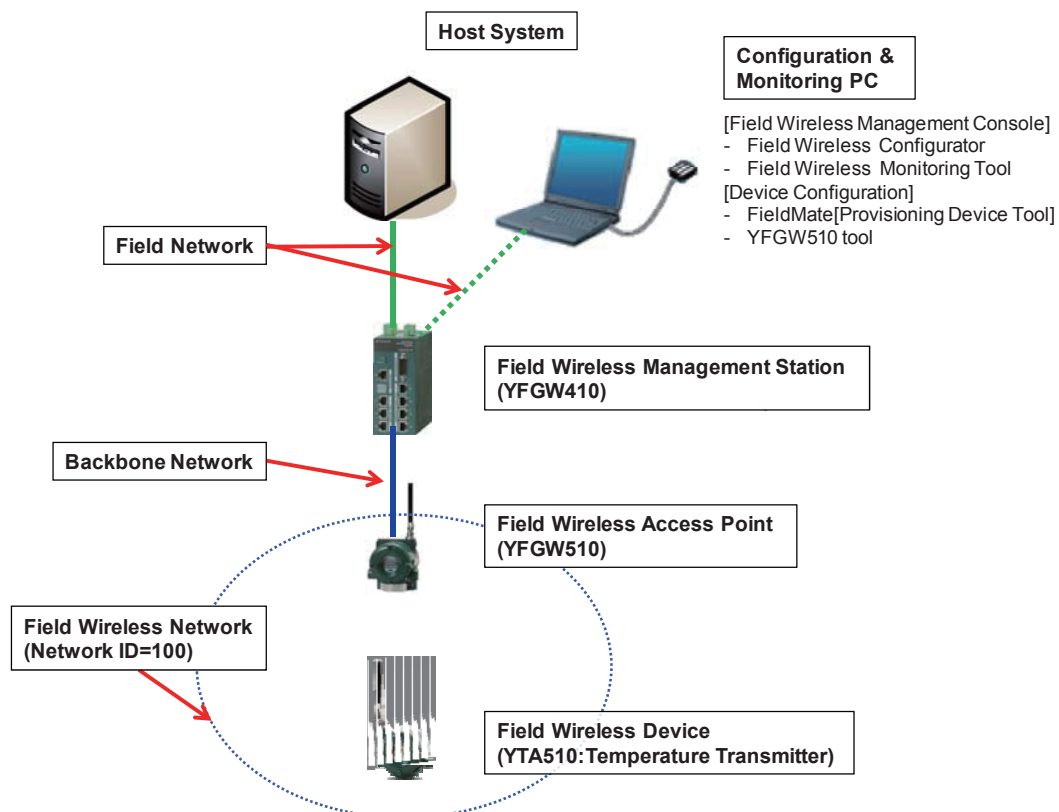 Host System
Configuration &
Monitoring PC
[Field Wireless Management Console]
- Field Wireless Configurator
- Field Wireless Monitoring Tool
[Device Configuration]
- FieldMate[Provisioning Device Tool]
- YFGW510 tool
Field Network
Field Wireless Management Station
(YFGW410)
Backbone Network
Field Wireless Access Point
(YFGW510)
Field Wireless Network
(Network ID=100)
Field Wireless Device
(YTA510:Temperature Transmitter)